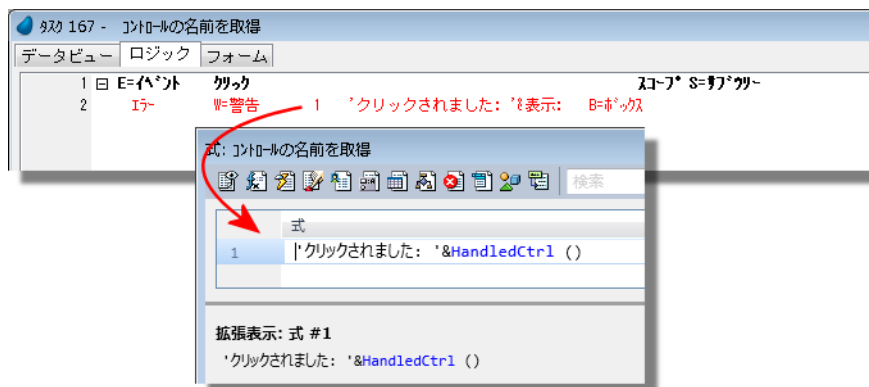 ﾀｽｸ 167 - ｺﾝﾄﾛｰﾙの名前を取得
データビュー ロジック フォーム
1 E=ｲﾍﾞﾝﾄ ｸﾘｯｸ ｽｺｰﾌﾟ S=ｻﾌﾞﾂﾘｰ
2 ｴﾗｰ W=警告 1 'クリックされました: '& 表示: B=ﾎﾞｯｸｽ
式: ｺﾝﾄﾛｰﾙの名前を取得
検索
式
1 'クリックされました: '&HandledCtrl ()
拡張表示: 式 #1
'クリックされました: '&HandledCtrl ()